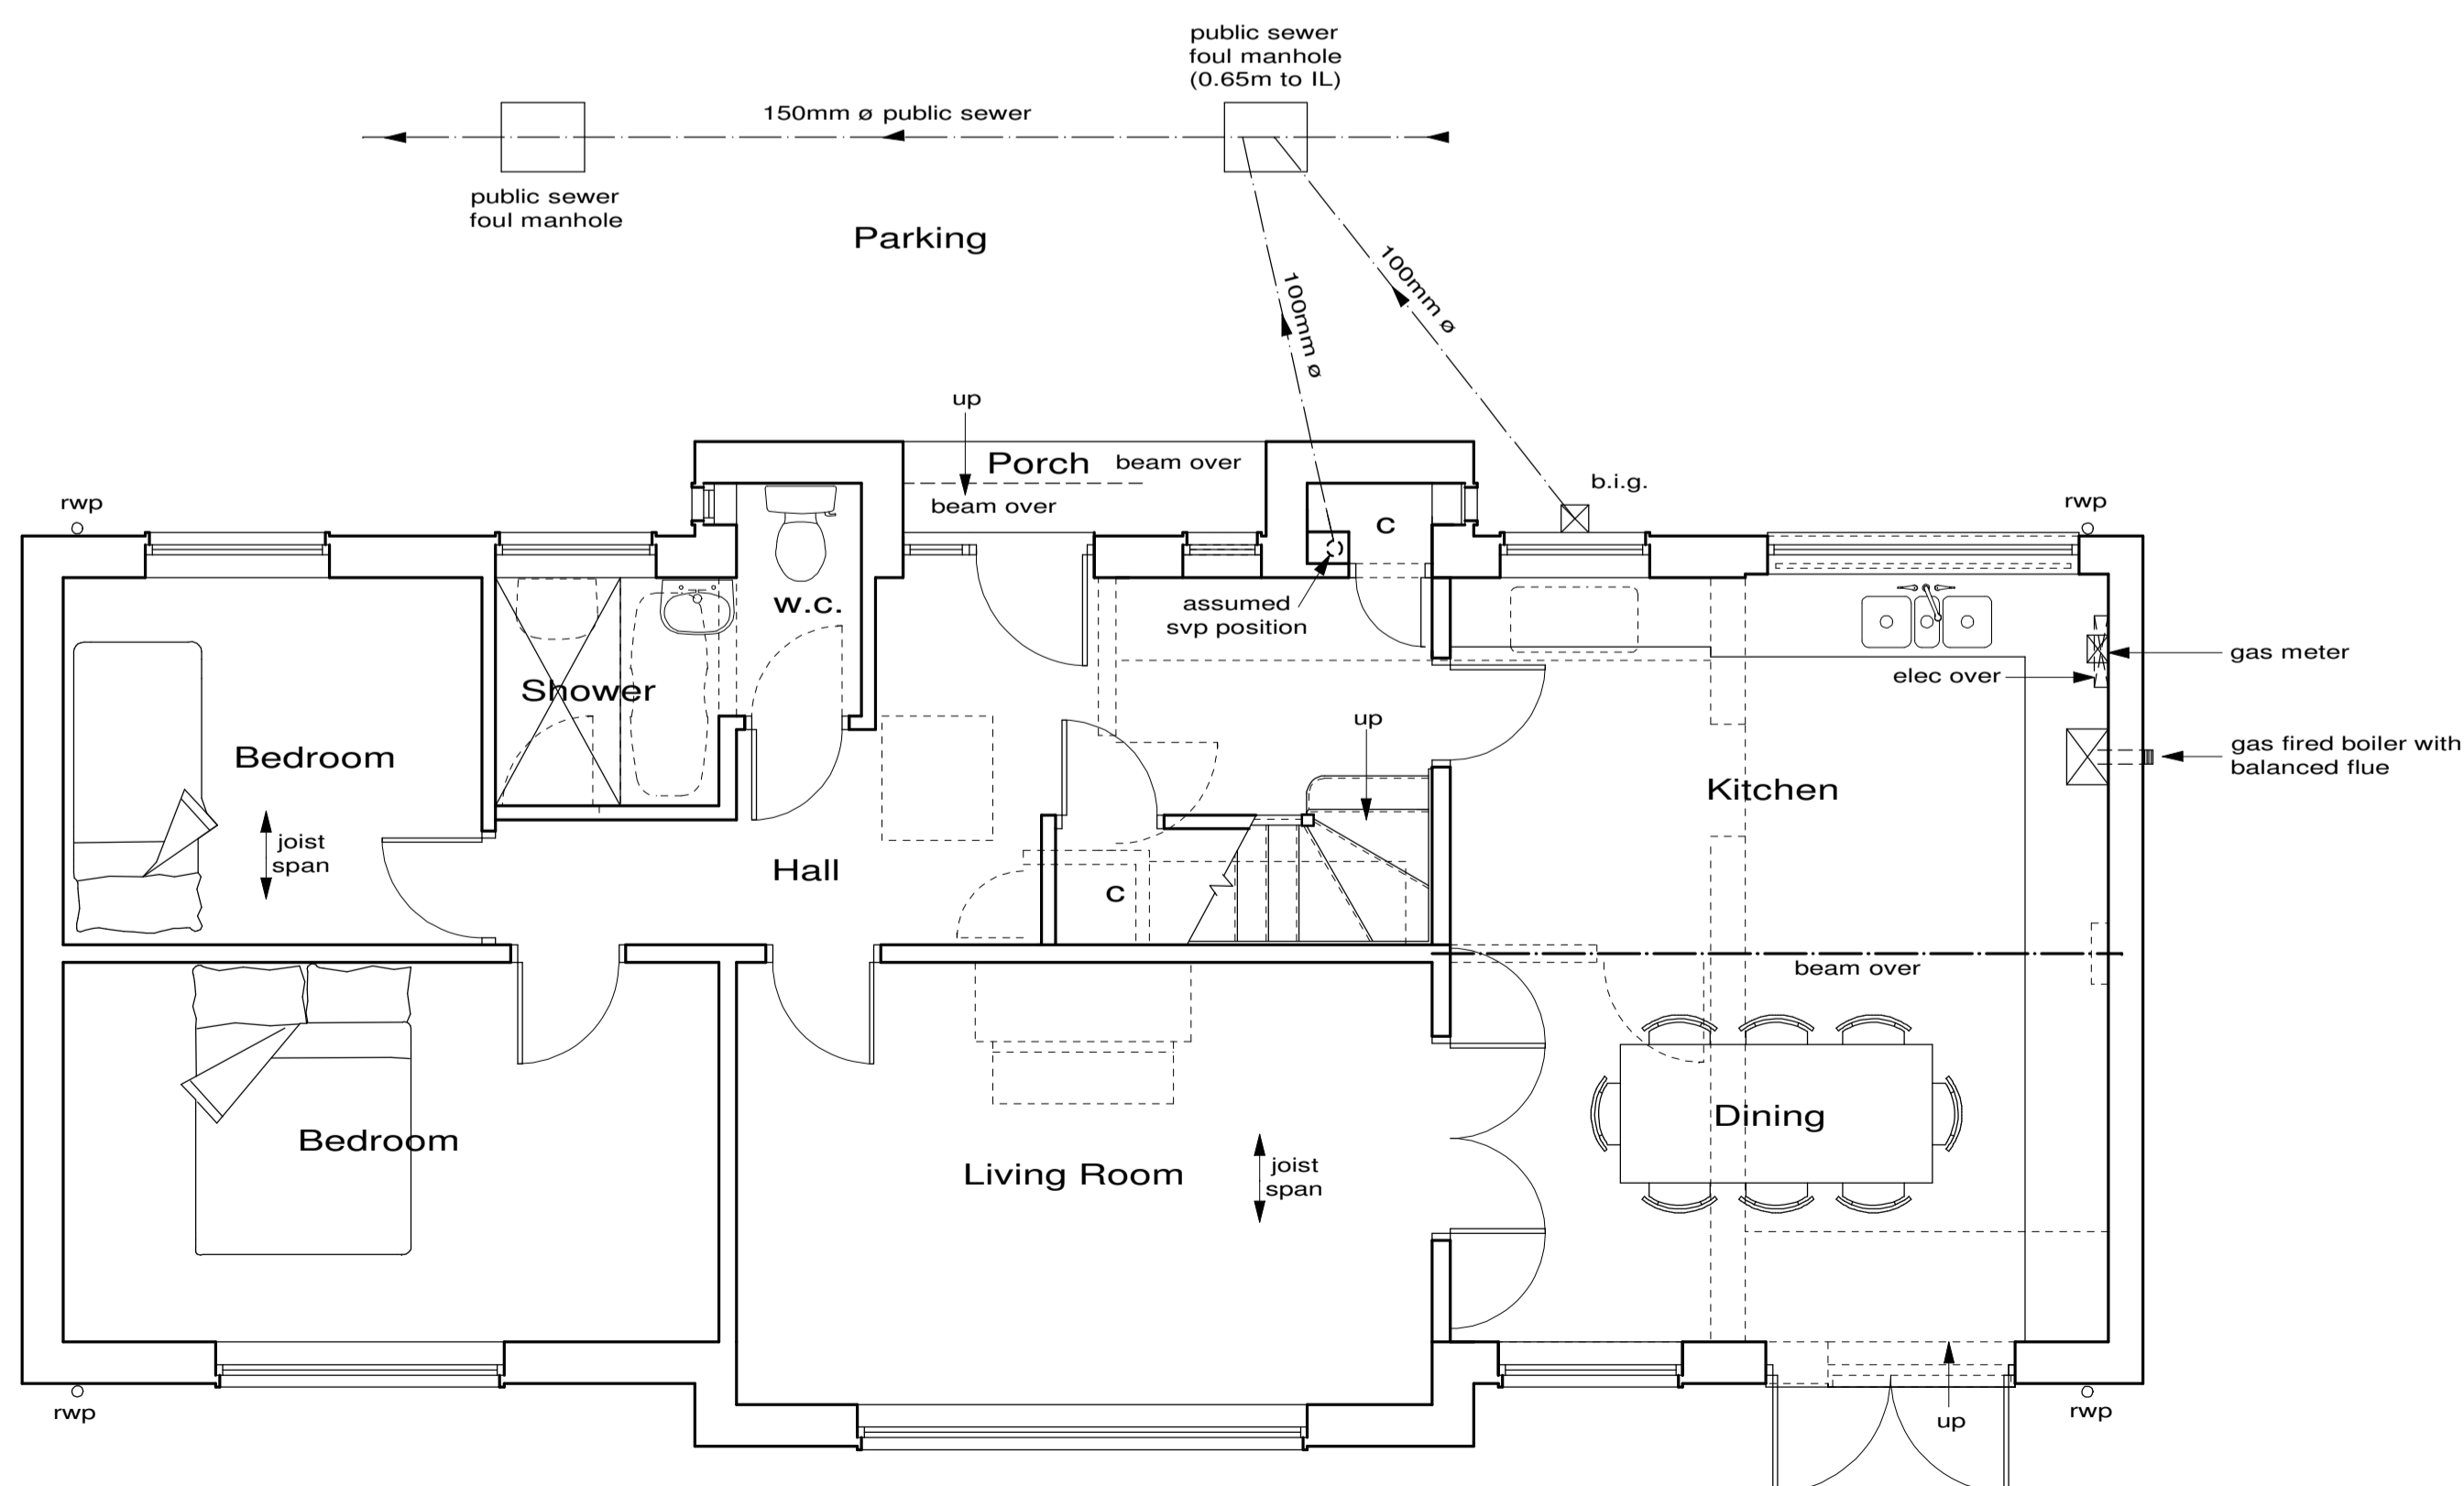 public sewer
foul manhole
(0.65m to IL)
150mm ø public sewer
public sewer
foul manhole
Parking
100mm ø
100mm ø
up
Porch
beam over
beam over
b.i.g.
rwp
rwp
C
assumed
svp position
W.C.
Shower
gas meter
elec over
up
gas fired boiler with
balanced flue
Bedroom
Kitchen
joist
span
Hall
C
beam over
Bedroom
Living Room
joist
span
Dining
rwp
up
rwp